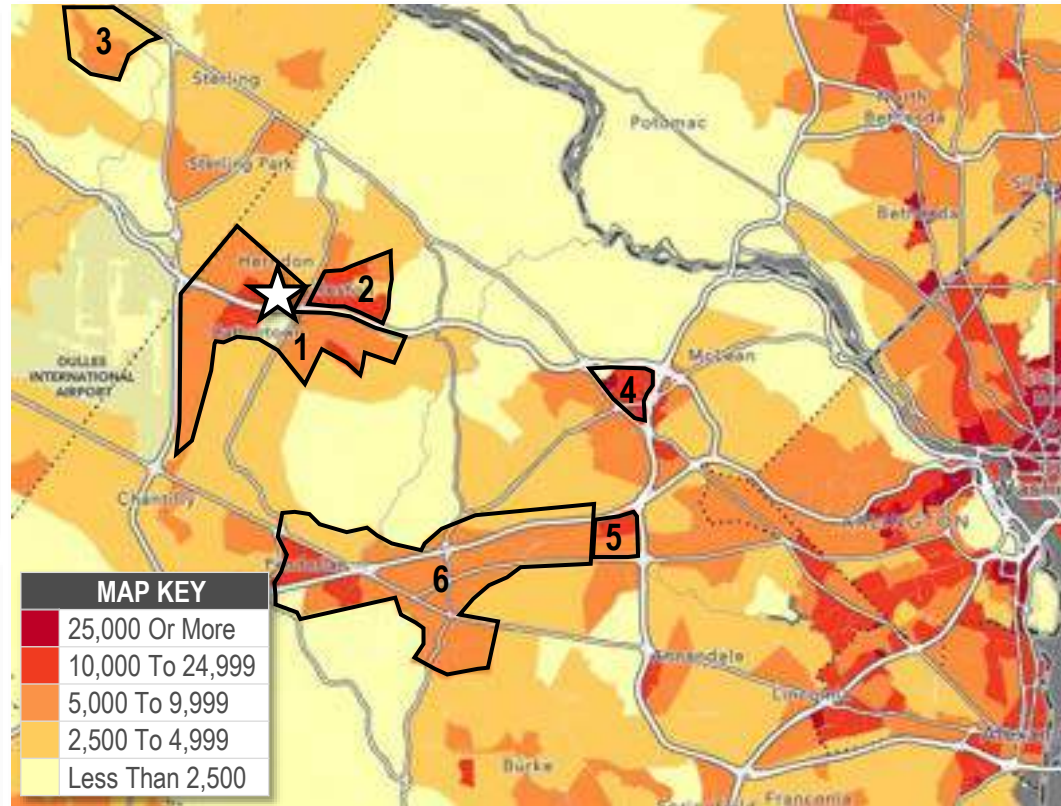 3
Sterling
Potomac
North
Bethesda
Sterling Park
Bethesda
Herndon
2
1
DULLES
INTERNATIONAL
AIRPORT
McLean
4
Chantilly
ARLINGTON
5
6
MAP KEY
25,000 Or More
10,000 To 24,999
5,000 To 9,999
2,500 To 4,999
Less Than 2,500
Annandale
Lincolnia
Burke
Franconia